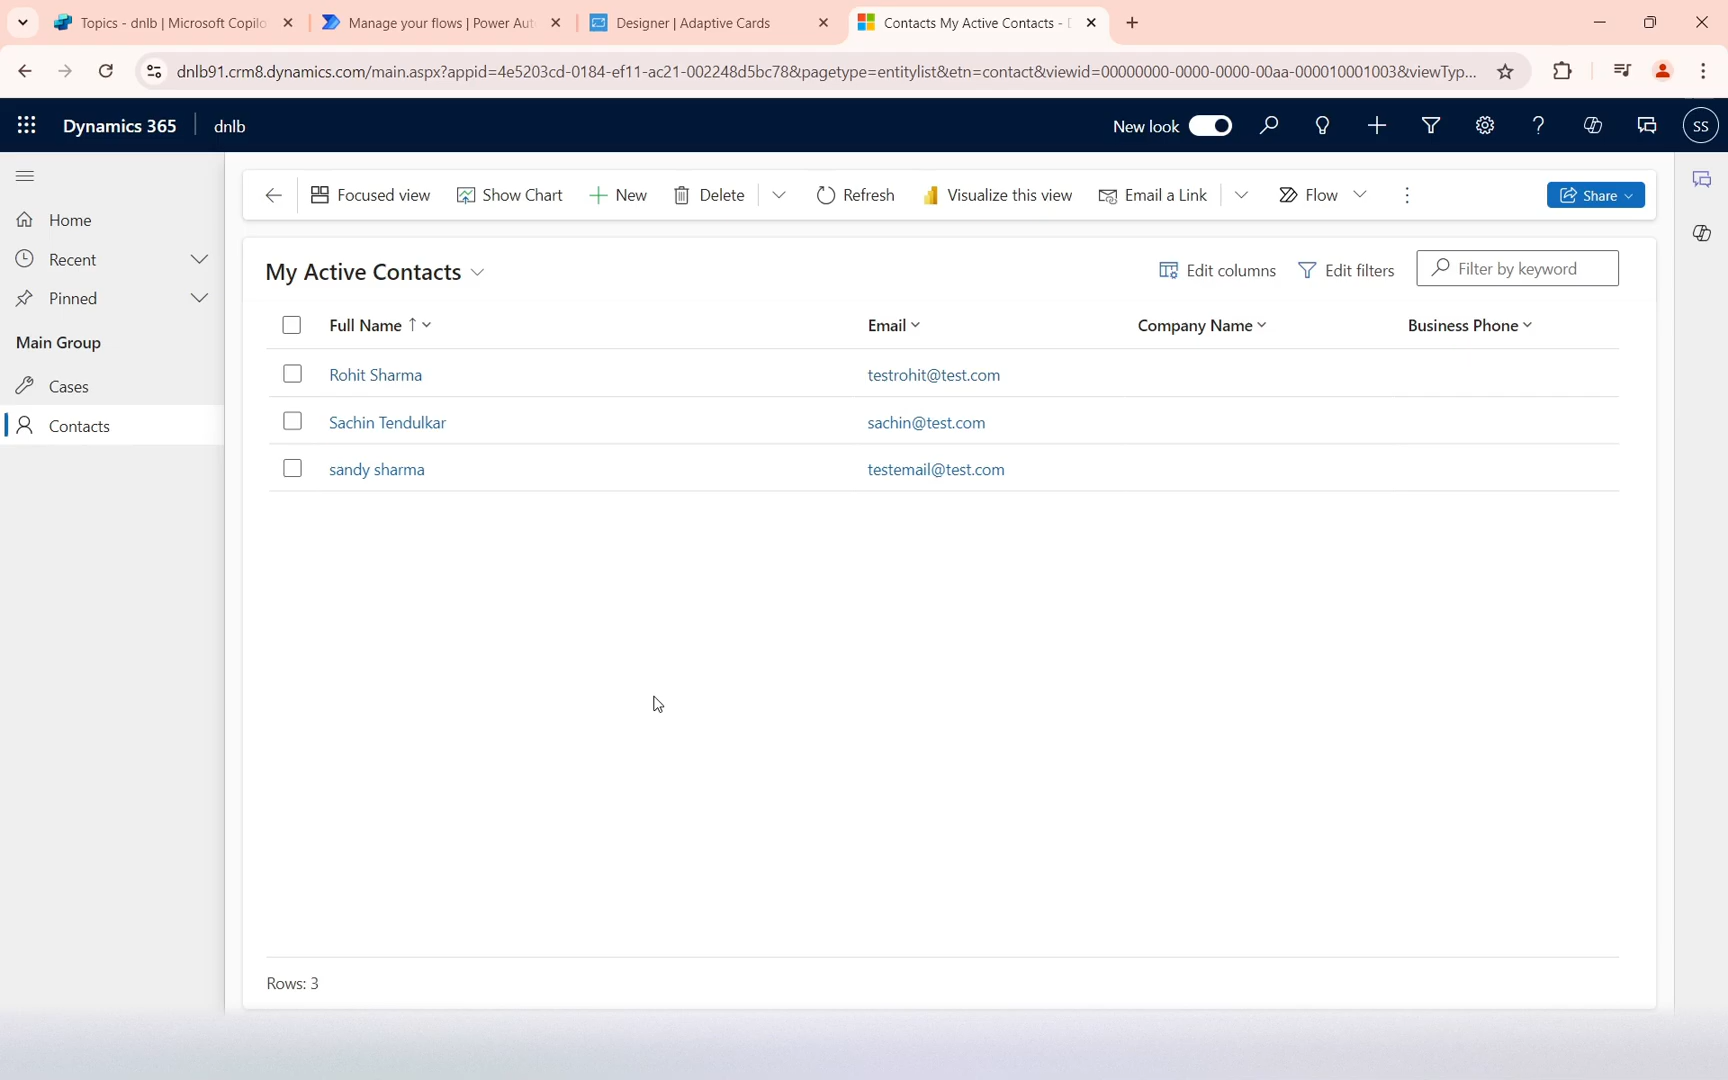 Topics - dnlb | Microsoft Copilo
Manage your flows | Power Aut
Designer | Adaptive Cards
Contacts My Active Contacts - D
dnlb91.crm8.dynamics.com/main.aspx?appid=4e5203cd-0184-ef11-ac21-002248d5bc78&pagetype=entitylist&etn=contact&viewid=00000000-0000-0000-00aa-000010001003&viewTyp...
Dynamics 365
dnlb
New look
SS
Home
Recent
Pinned
Main Group
Cases
Contacts
Focused view
Show Chart
New
Delete
Refresh
Visualize this view
Email a Link
Flow
Share
My Active Contacts
Edit columns
Edit filters
Filter by keyword
Full Name ↑ Email Company Name Business Phone
Rohit Sharma testrohit@test.com
Sachin Tendulkar sachin@test.com
sandy sharma testemail@test.com
Rows: 3